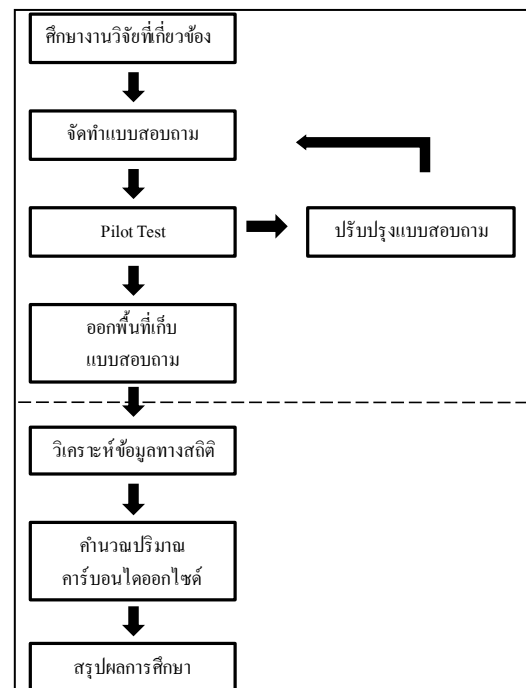 ศึกษางานวิจัยที่เกี่ยวข้อง
จัดทำแบบสอบถาม
Pilot Test
ปรับปรุงแบบสอบถาม
ออกพื้นที่เก็บ
แบบสอบถาม
วิเคราะห์ข้อมูลทางสถิติ
คำนวณปริมาณ
คาร์บอนไดออกไซด์
สรุปผลการศึกษา